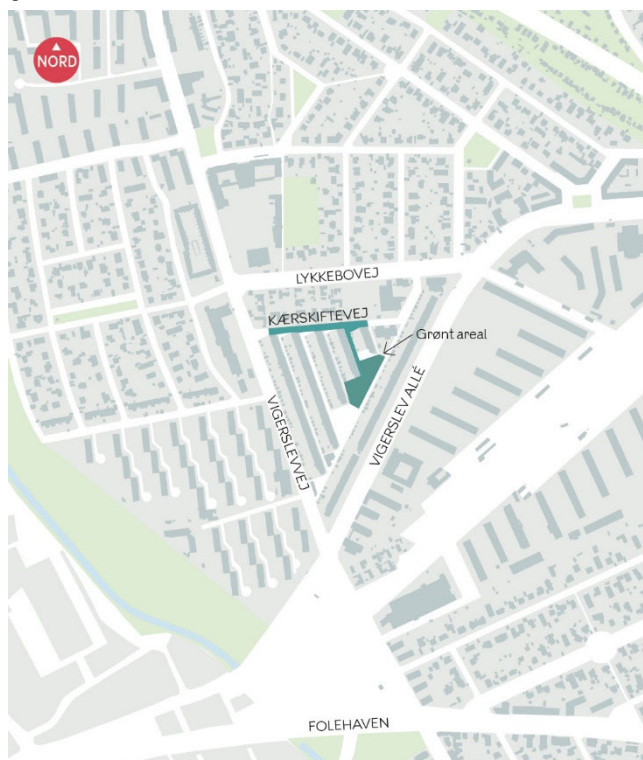 NORD
LYKKEBOVEJ
KÆRSKIFTEVEJ
Grønt areal
VIGERSLEVVEJ
VIGERSLEV ALLÉ
FOLEHAVEN